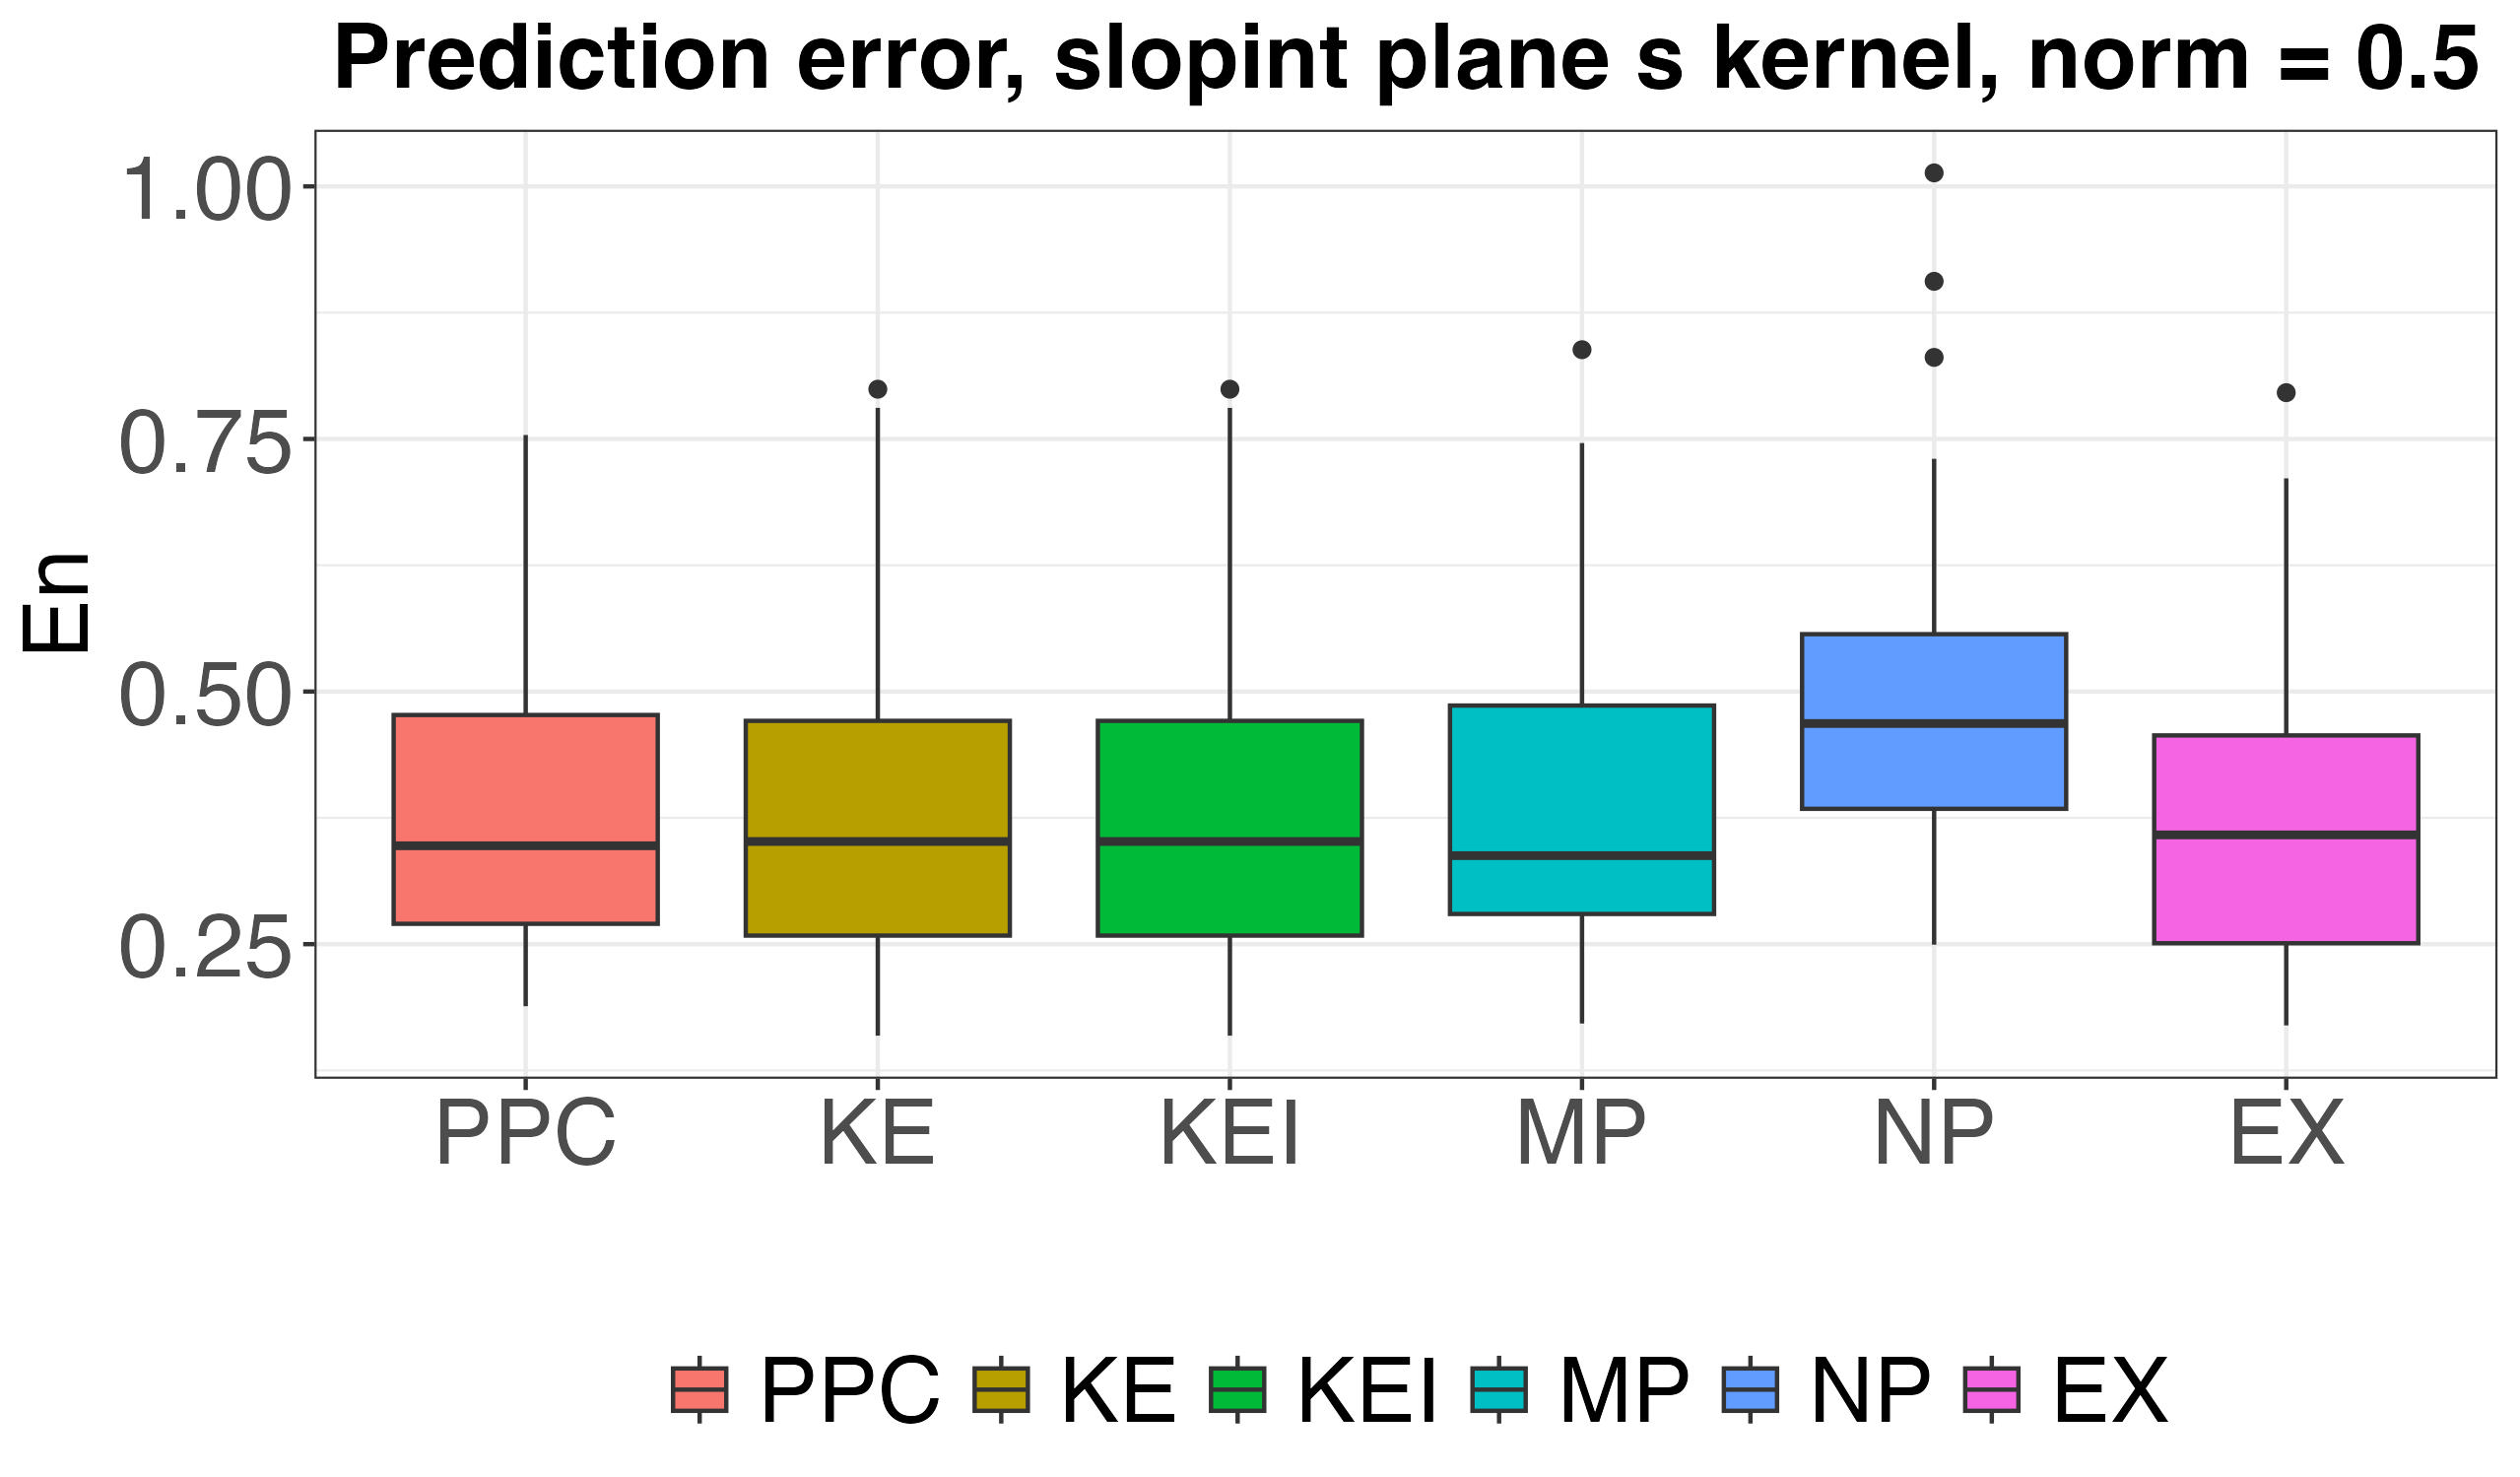 Prediction error, slopint plane s kernel, norm = 0.5
En
1.00
0.75
0.50
0.25
PPC KE KEI MP NP EX
PPC KE KEI MP NP EX